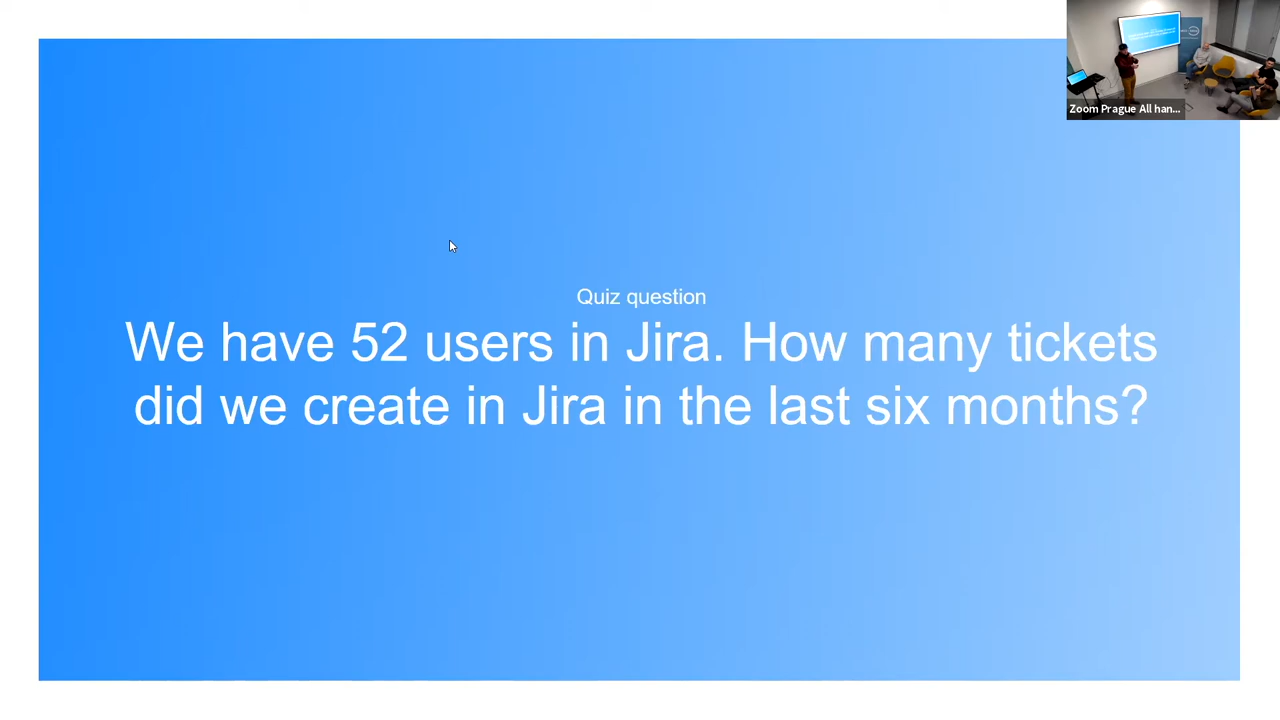 Zoom Prague All han...
Quiz question
We have 52 users in Jira. How many tickets
did we create in Jira in the last six months?